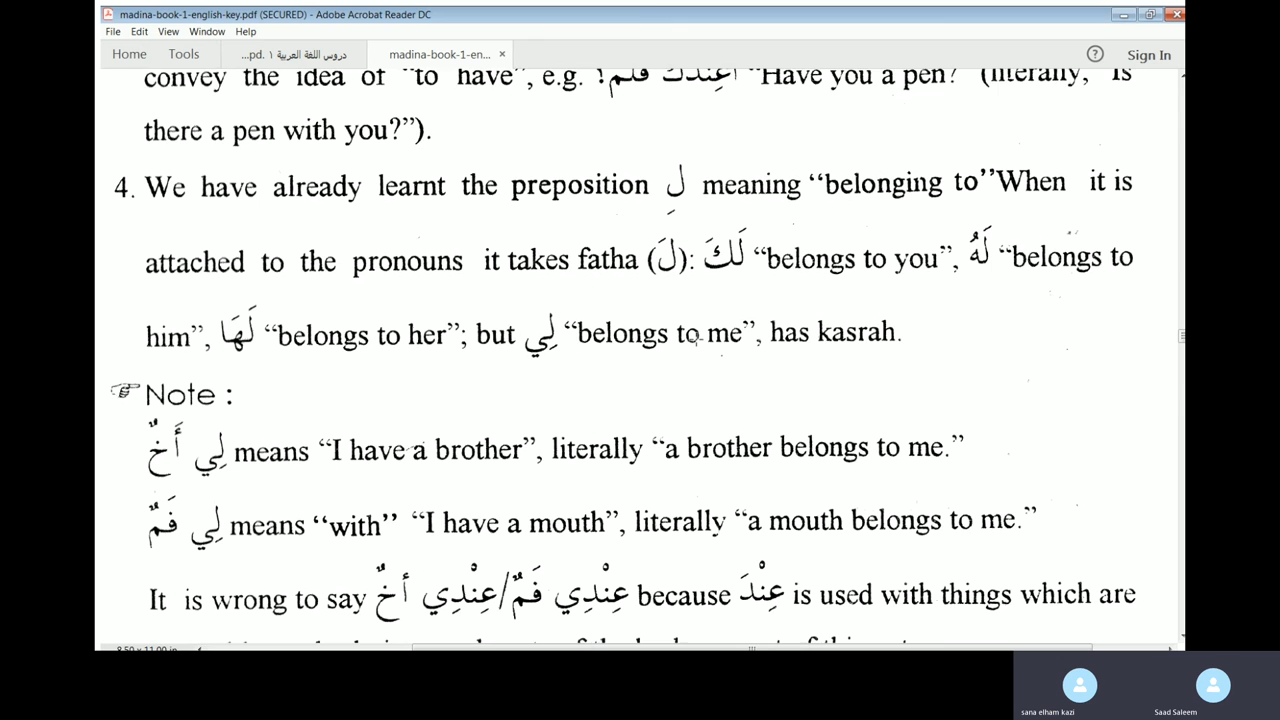 madina-book-1-english-key.pdf (SECURED) - Adobe Acrobat Reader DC
File Edit View Window Help
Home Tools دروس اللغة العربية ١ pd... madina-book-1-en... × ? Sign In
convey the idea of "to have", e.g. أَعِنْدَكَ قَلَمٌ؟ "Have you a pen? (literally, "Is
there a pen with you?").
4. We have already learnt the preposition لِ meaning "belonging to"When it is
attached to the pronouns it takes fatha (لَ): لَكَ "belongs to you", لَهُ "belongs to
him", لَهَا "belongs to her"; but لِي "belongs to me", has kasrah.
Note :
لِي أَخٌ means "I have a brother", literally "a brother belongs to me."
لِي فَمٌ means "with" "I have a mouth", literally "a mouth belongs to me."
It is wrong to say عِنْدِي فَمٌ/عِنْدِي أخٌ because عِنْدَ is used with things which are
8.50 x 11.00 in
sana elham kazi
Saad Saleem